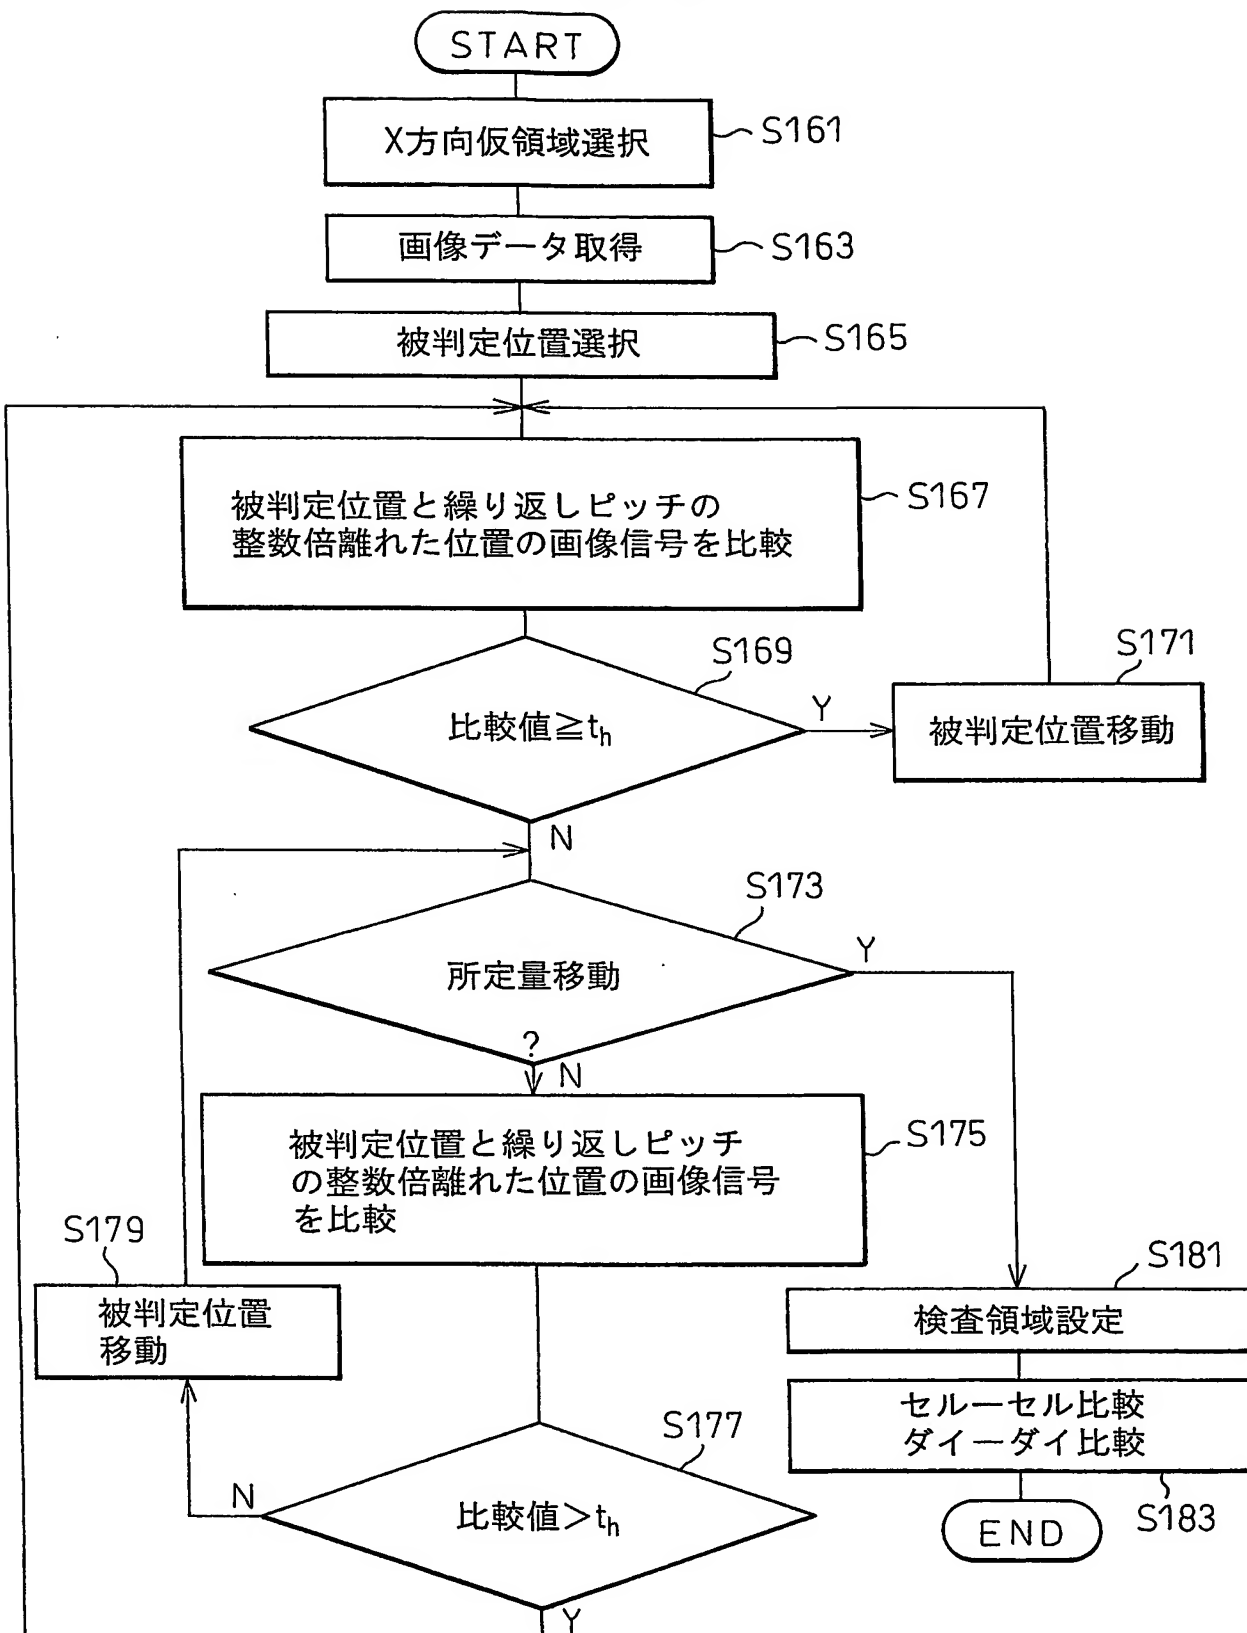 START
X方向仮領域選択
S161
画像データ取得
S163
被判定位置選択
S165
被判定位置と繰り返しピッチの
整数倍離れた位置の画像信号を比較
S167
S169
比較値≧th
Y
S171
被判定位置移動
N
S173
所定量移動
?
Y
N
被判定位置と繰り返しピッチ
の整数倍離れた位置の画像信号
を比較
S175
S179
被判定位置
移動
S181
検査領域設定
セルーセル比較
ダイーダイ比較
S183
END
S177
比較値>th
N
Y